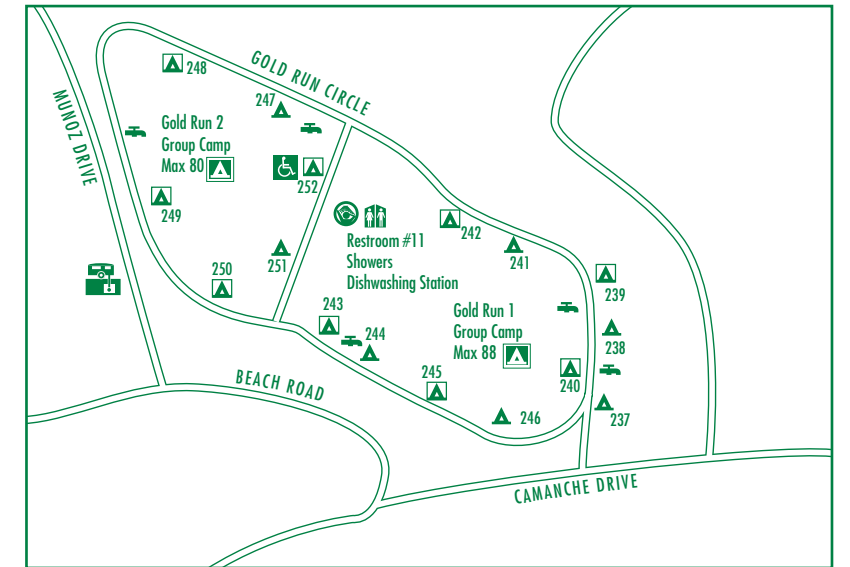 248
GOLD RUN CIRCLE
247
MUNOZ DRIVE
Gold Run 2
Group Camp
Max 80
252
249
Restroom #11
Showers
Dishwashing Station
242
241
251
250
239
243
244
Gold Run 1
Group Camp
Max 88
238
240
245
BEACH ROAD
246
237
CAMANCHE DRIVE